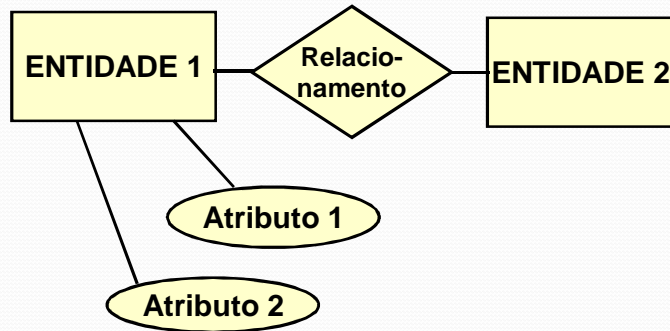 ENTIDADE 1
Relacio-
namento
ENTIDADE 2
Atributo 1
Atributo 2